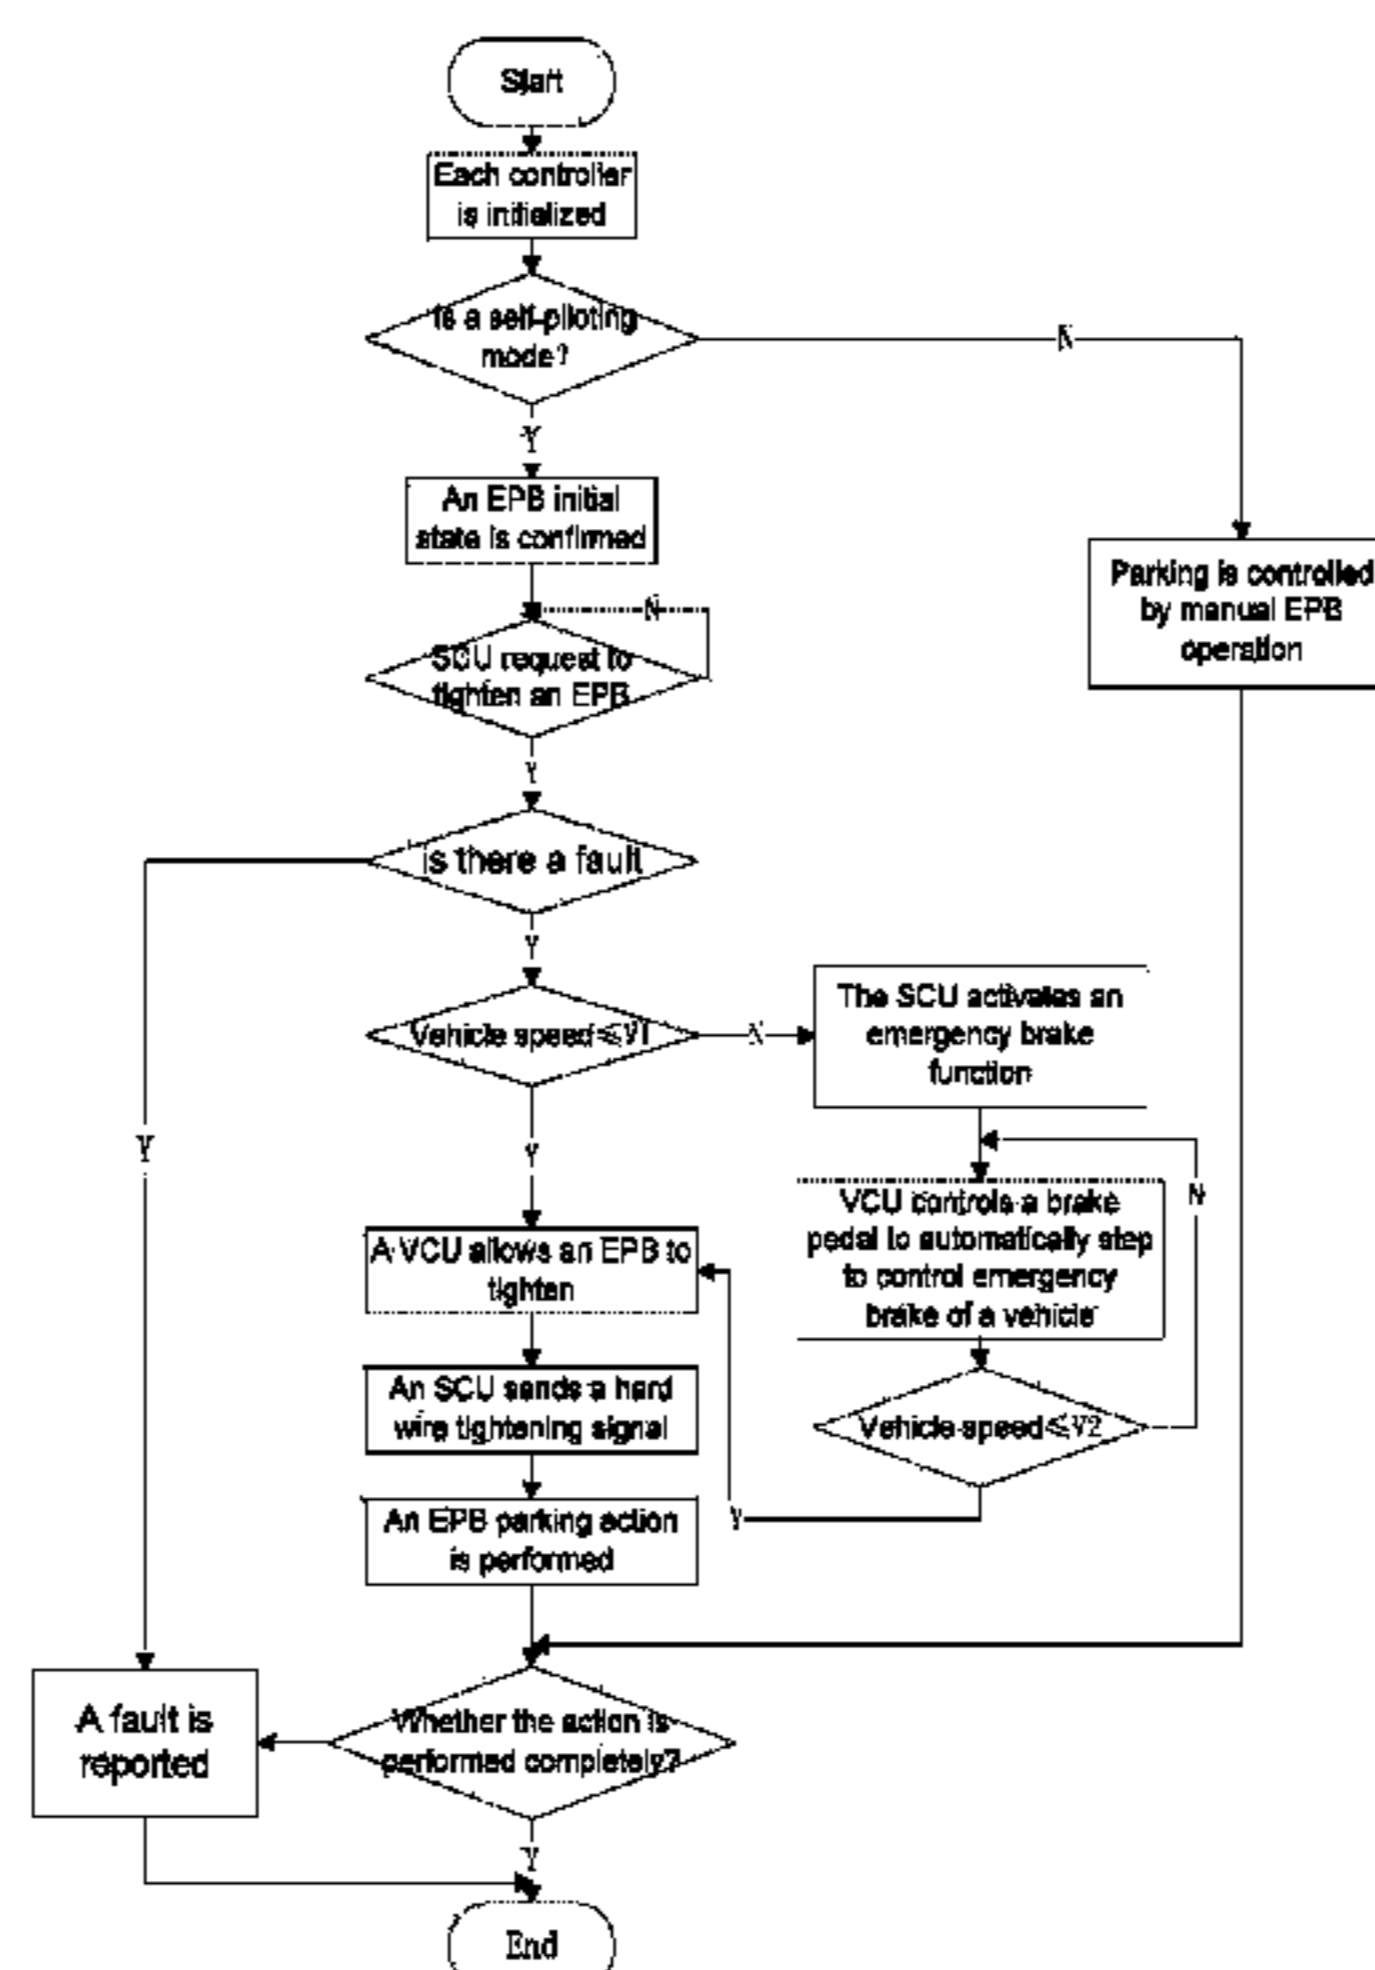 Start
Each controller
is initialized
Is a self-piloting
mode?
N
Y
An EPB initial
state is confirmed
Parking is controlled
by manual EPB
operation
N
SCU request to
tighten an EPB
Y
is there a fault
Y
The SCU activates an
emergency brake
function
Vehicle speed≤V1
N
Y
Y
VCU controls a brake
pedal to automatically step
to control emergency
brake of a vehicle
N
A VCU allows an EPB to
tighten
An SCU sends a hard
wire tightening signal
Vehicle speed≤V2
Y
An EPB parking action
is performed
A fault is
reported
Whether the action is
performed completely?
Y
End